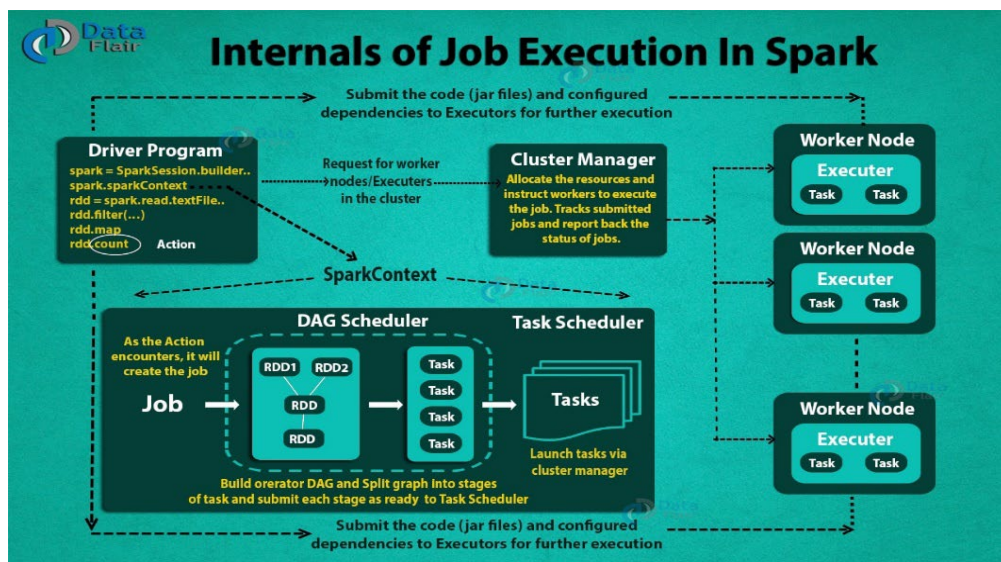 Data
Flair
Internals of Job Execution In Spark
Submit the code (jar files) and configured
dependencies to Executors for further execution
Driver Program
spark = SparkSession.builder..
spark.sparkContext
rdd = spark.read.textFile..
rdd.filter(...)
rdd.map
rdd.count
Action
Request for worker
nodes/Executers
in the cluster
Cluster Manager
Allocate the resources and
instruct workers to execute
the job. Tracks submitted
jobs and report back the
status of jobs.
Worker Node
Executer
Task Task
Worker Node
Executer
Task Task
Worker Node
Executer
Task Task
SparkContext
DAG Scheduler
Task Scheduler
As the Action
encounters, it will
create the job
Job
RDD1 RDD2
RDD
RDD
Task
Task
Task
Task
Tasks
Launch tasks via
cluster manager
Build orerator DAG and Split graph into stages
of task and submit each stage as ready to Task Scheduler
Submit the code (jar files) and configured
dependencies to Executors for further execution